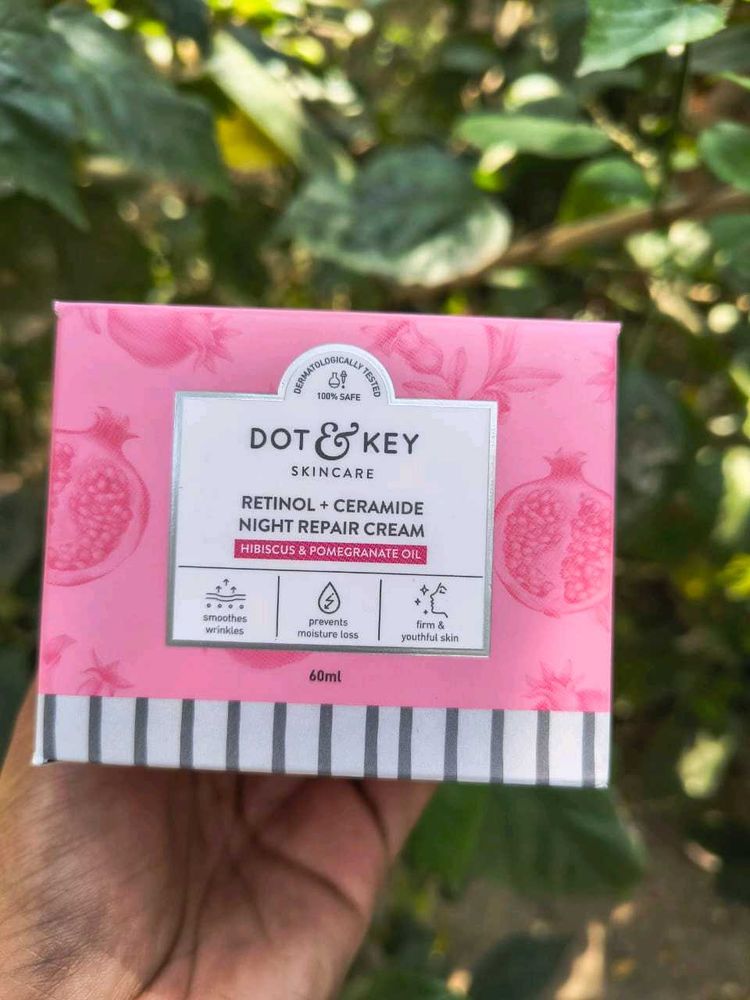 DERMATOLOGICALLY TESTED
100% SAFE
DOT & KEY
SKINCARE
RETINOL + CERAMIDE
NIGHT REPAIR CREAM
HIBISCUS & POMEGRANATE OIL
smoothes
wrinkles
prevents
moisture loss
firm &
youthful skin
60ml